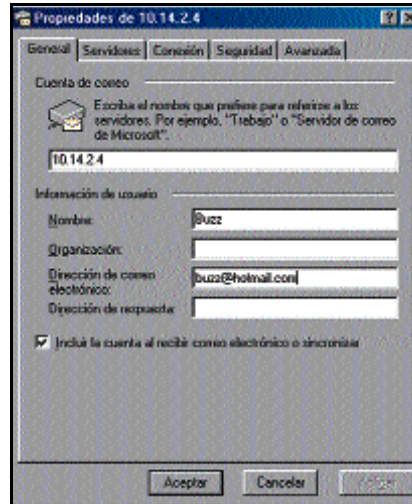 Propiedades de 10.14.2.4
General Servidores Conexión Seguridad Avanzada
Cuenta de correo
Escriba el nombre que prefiere para referirse a los
servidores. Por ejemplo, "Trabajo" o "Servidor de correo
de Microsoft".
10.14.2.4
Información de usuario
Nombre: Buzz
Organización:
Dirección de correo
electrónico: buzz@hotmail.com
Dirección de respuesta:
Incluir la cuenta al recibir correo electrónico o sincronizar
Aceptar Cancelar Aplicar